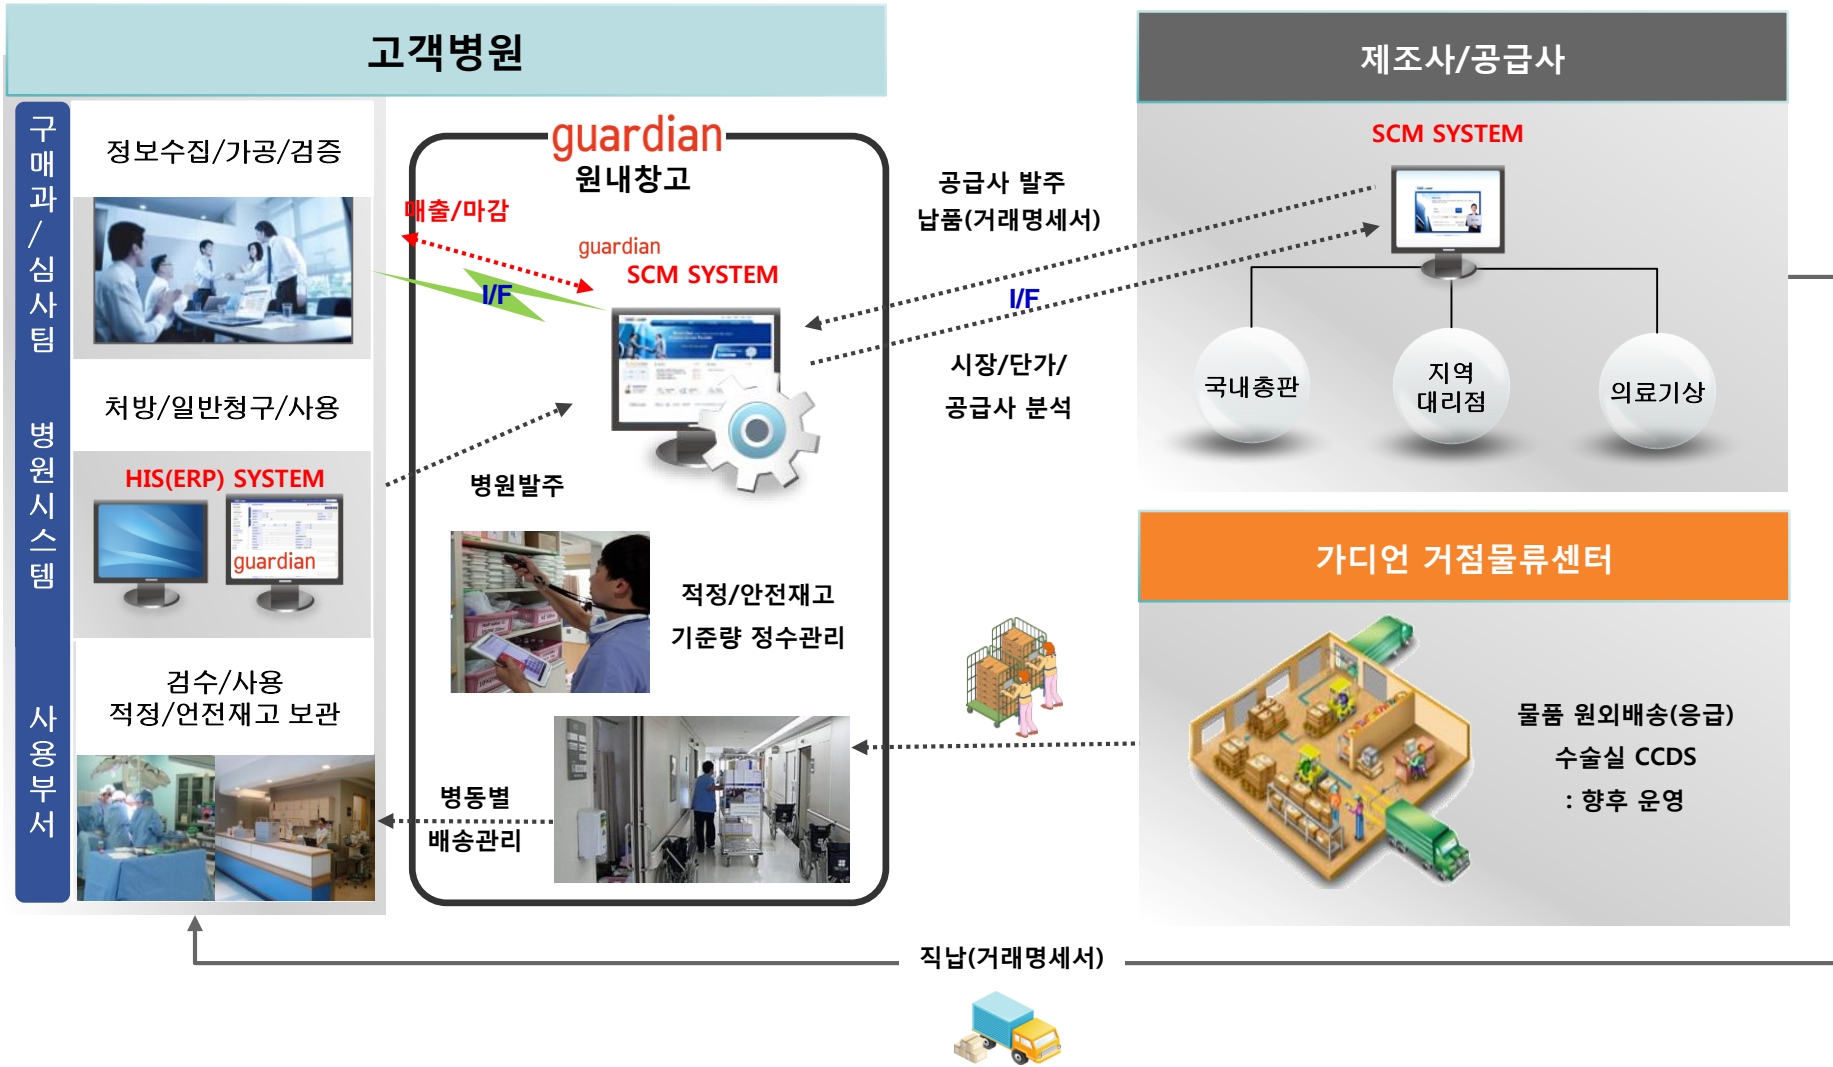 고객병원
구매과/심사팀
정보수집/가공/검증
처방/일반청구/사용
병원시스템
HIS(ERP) SYSTEM
guardian
사용부서
검수/사용
적정/언전재고 보관
guardian
원내창고
매출/마감
guardian
SCM SYSTEM
I/F
병원발주
적정/안전재고
기준량 정수관리
병동별
배송관리
공급사 발주
납품(거래명세서)
I/F
시장/단가/
공급사 분석
제조사/공급사
SCM SYSTEM
국내총판
지역
대리점
의료기상
가디언 거점물류센터
물품 원외배송(응급)
수술실 CCDS
: 향후 운영
직납(거래명세서)